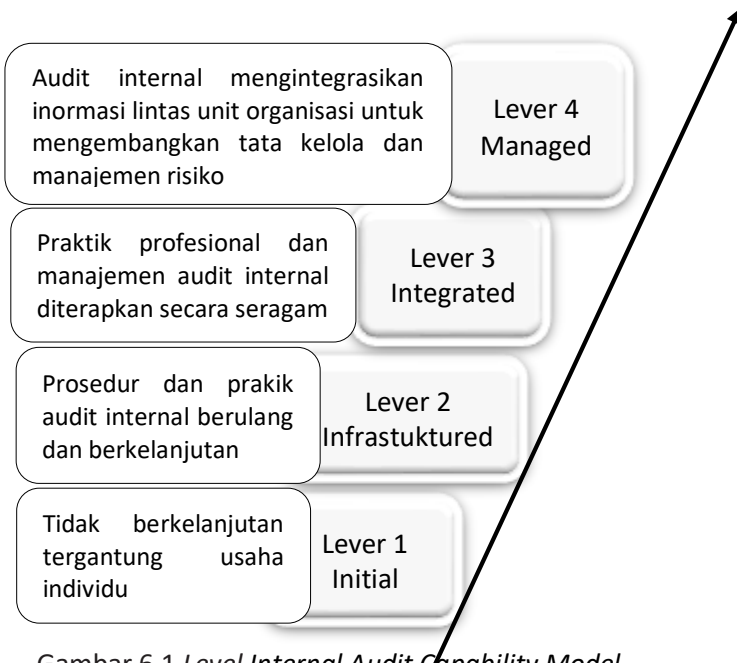 Audit internal mengintegrasikan
inormasi lintas unit organisasi untuk
mengembangkan tata kelola dan
manajemen risiko
Lever 4
Managed
Praktik profesional dan
manajemen audit internal
diterapkan secara seragam
Lever 3
Integrated
Prosedur dan prakik
audit internal berulang
dan berkelanjutan
Lever 2
Infrastuktured
Tidak berkelanjutan
tergantung usaha
individu
Lever 1
Initial
Gambar 6.1 Level Internal Audit Capability Model